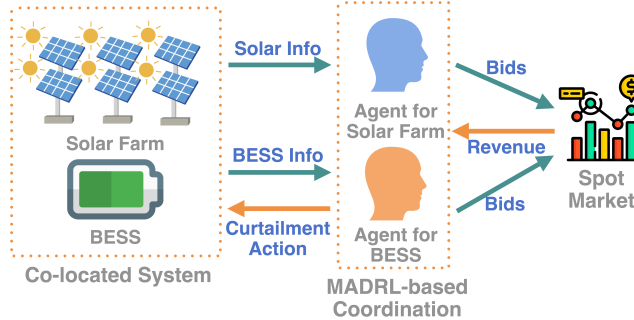 Solar Info
Bids
Agent for
Solar Farm
Solar Farm
BESS Info
Revenue
Spot
Market
Bids
BESS
Curtailment
Action
Agent for
BESS
Co-located System
MADRL-based
Coordination
$